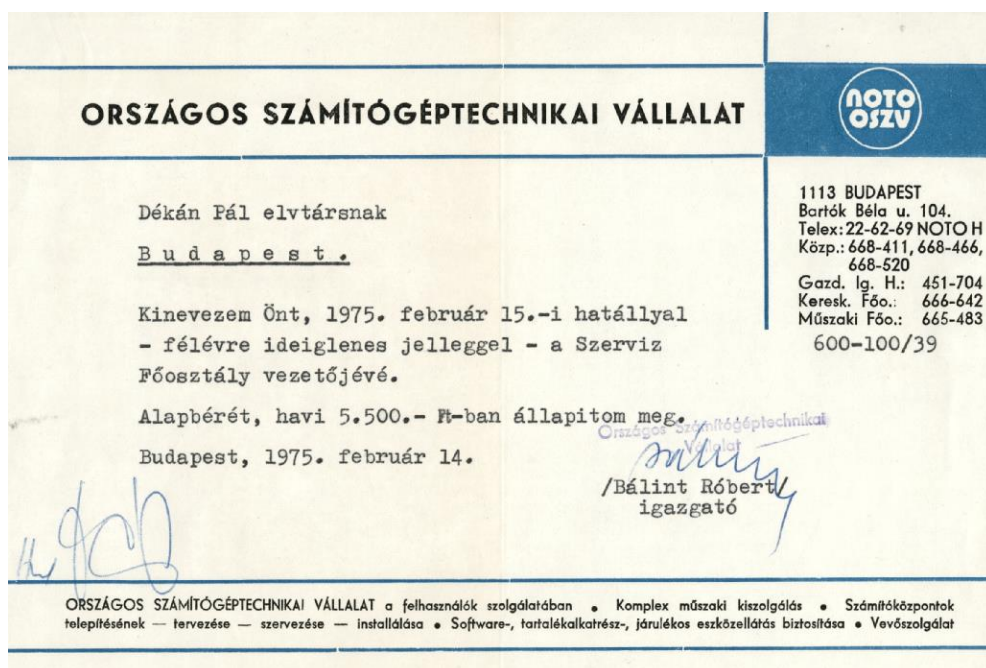 ORSZÁGOS SZÁMÍTÓGÉPTECHNIKAI VÁLLALAT
NOTO
OSZV
1113 BUDAPEST
Bartók Béla u. 104.
Telex: 22-62-69 NOTO H
Közp.: 668-411, 668-466,
668-520
Gazd. Ig. H.: 451-704
Keresk. Főo.: 666-642
Műszaki Főo.: 665-483
600-100/39
Dékán Pál elvtársnak
Budapest.
Kinevezem Önt, 1975. február 15.-i hatállyal
- félévre ideiglenes jelleggel - a Szerviz
Főosztály vezetőjévé.
Alapbérét, havi 5.500.- Ft-ban állapitom meg.
Országos Számítógéptechnikai
Vállalat
Budapest, 1975. február 14.
/Bálint Róbert/
igazgató
ORSZÁGOS SZÁMÍTÓGÉPTECHNIKAI VÁLLALAT a felhasználók szolgálatában • Komplex műszaki kiszolgálás • Számítóközpontok
telepítésének — tervezése — szervezése — installálása • Software-, tartalékalkatrész-, járulékos eszközellátás biztosítása • Vevőszolgálat